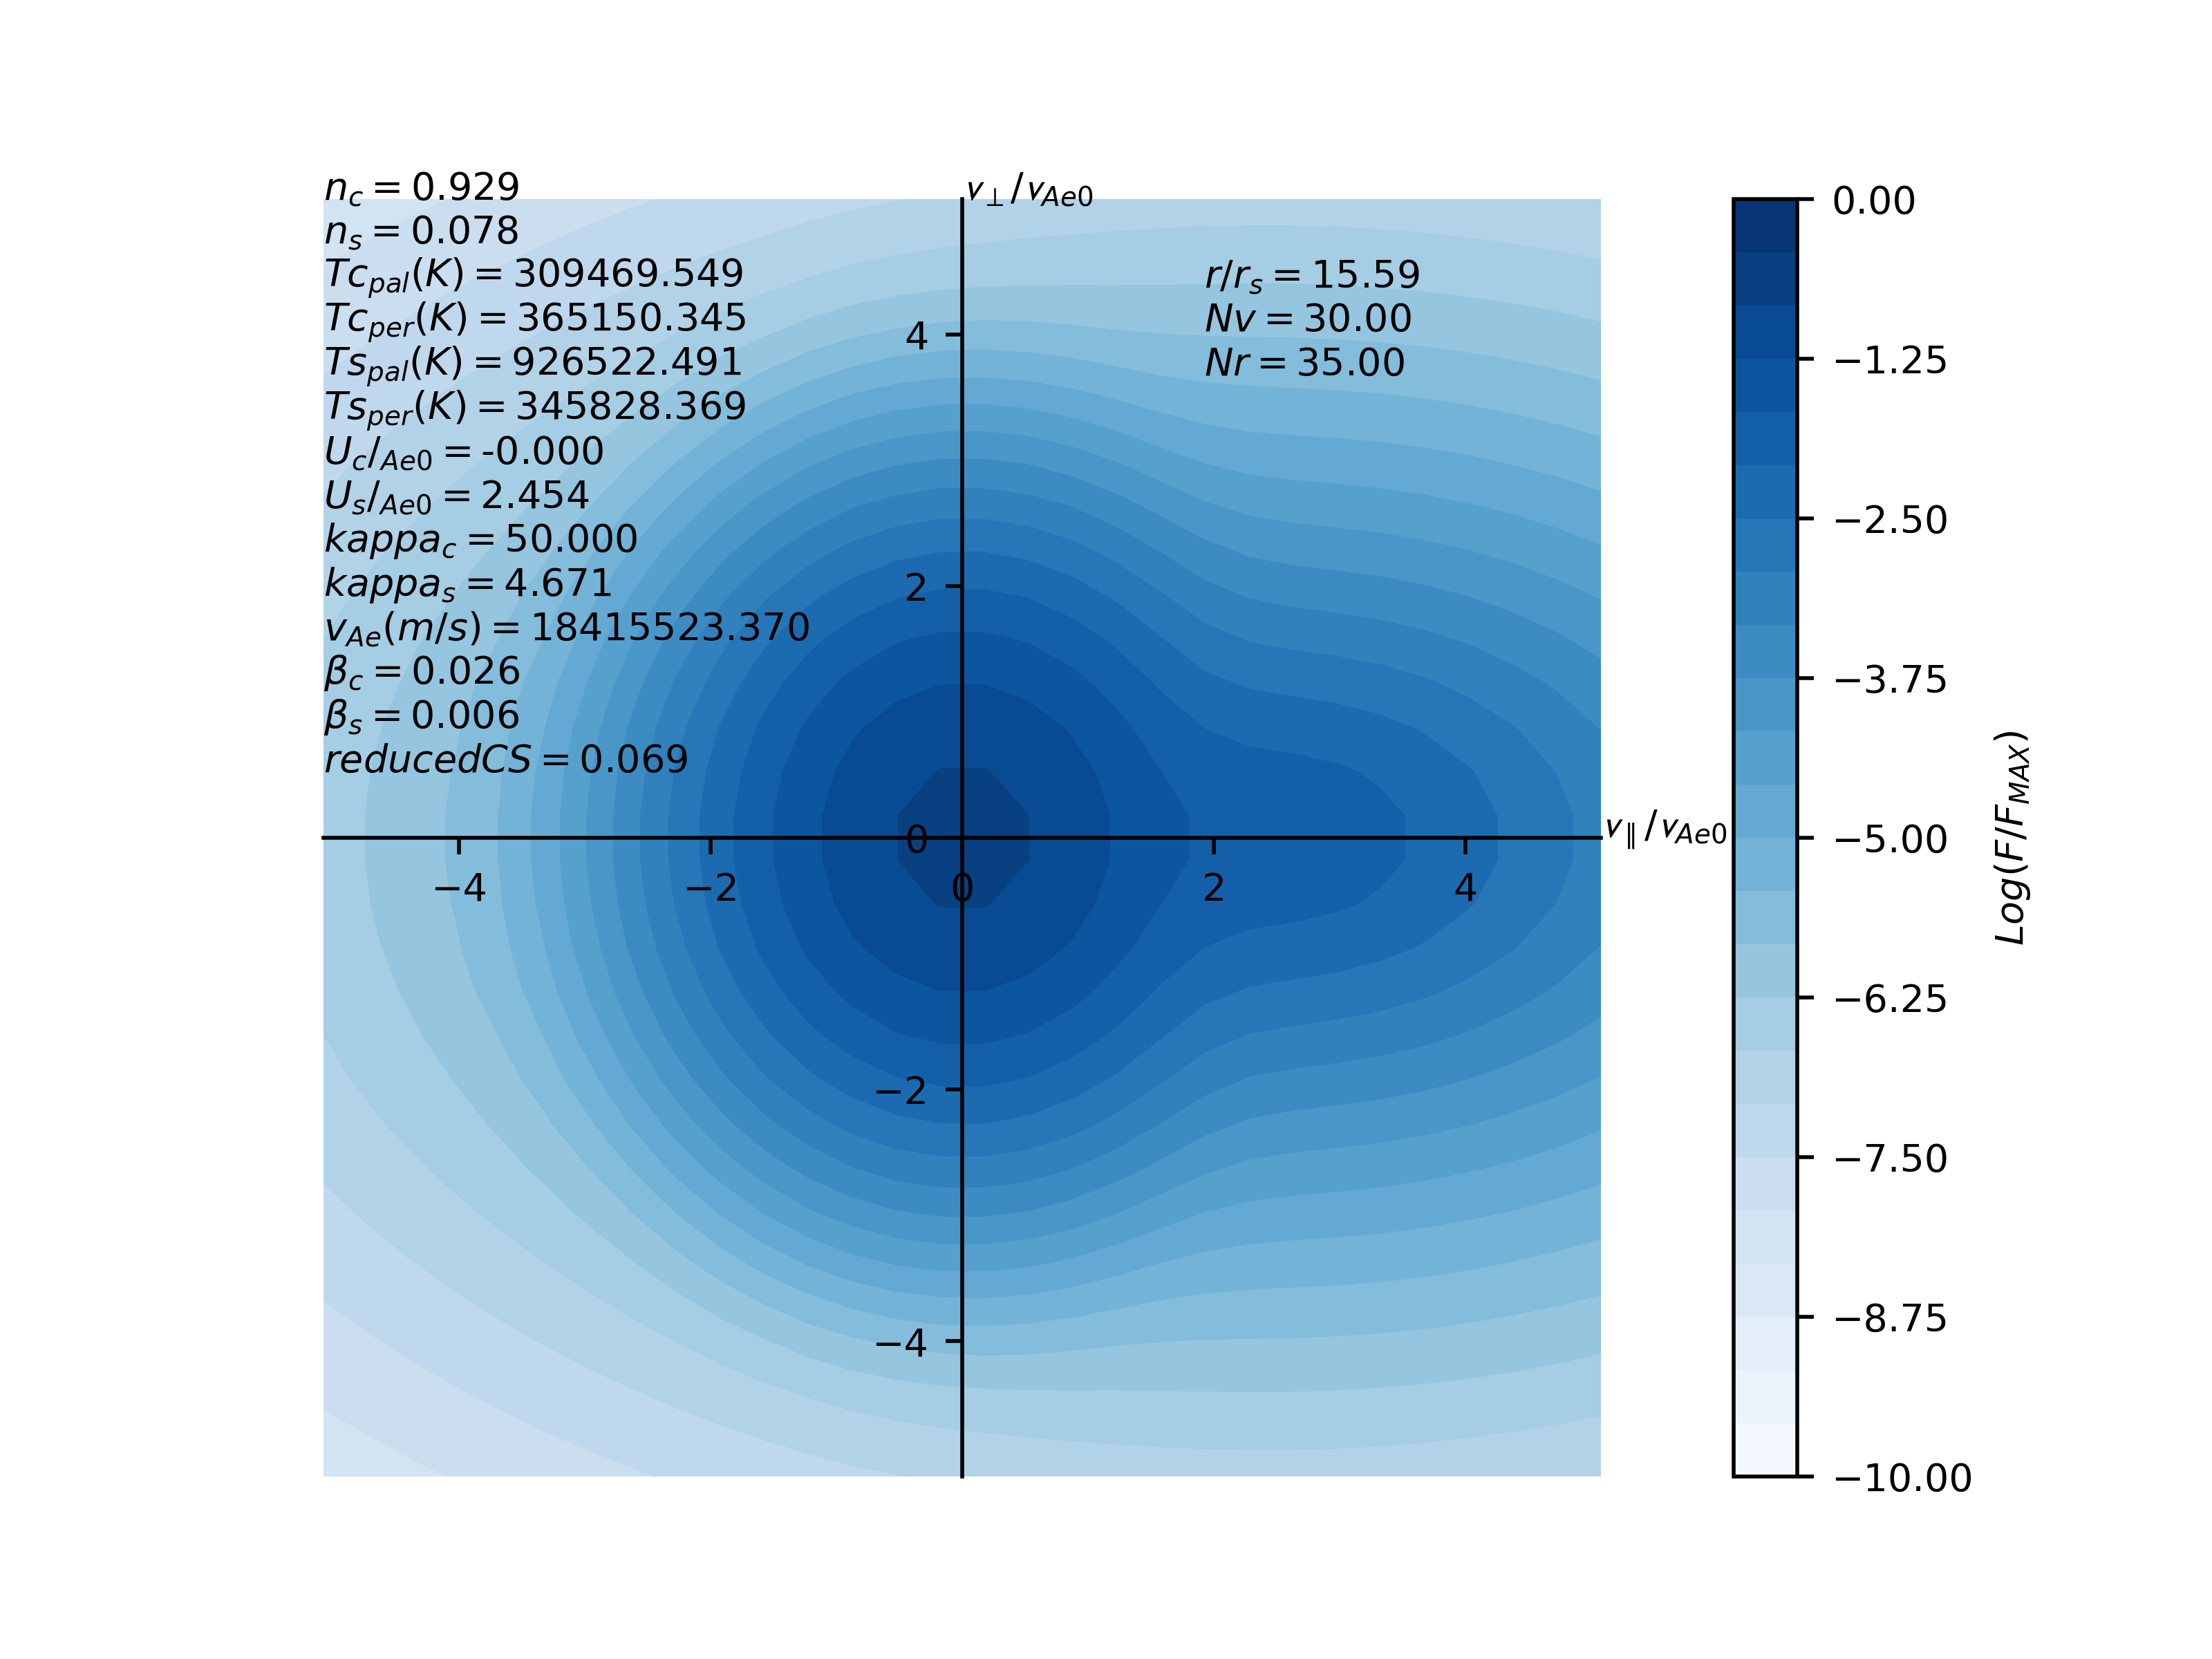 n_c = 0.929
n_s = 0.078
Tc_pal(K) = 309469.549
Tc_per(K) = 365150.345
Ts_pal(K) = 926522.491
Ts_per(K) = 345828.369
U_c/_Ae0 = -0.000
U_s/_Ae0 = 2.454
kappa_c = 50.000
kappa_s = 4.671
v_Ae(m/s) = 18415523.370
β_c = 0.026
β_s = 0.006
reducedCS = 0.069
v_⊥/v_Ae0
r/r_s = 15.59
Nv = 30.00
Nr = 35.00
4
2
0
−2
−4
−4 −2 0 2 4
v_∥/v_Ae0
0.00
−1.25
−2.50
−3.75
−5.00
−6.25
−7.50
−8.75
−10.00
Log(F/F_MAX)